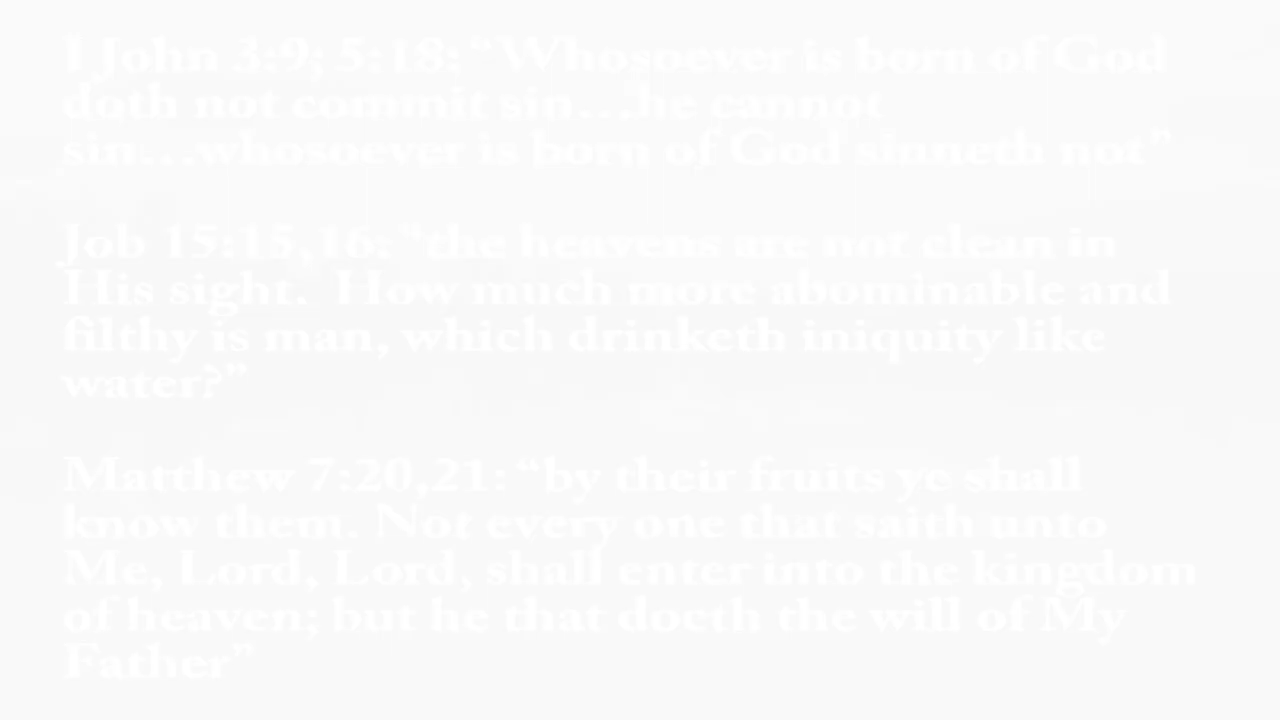 I John 3:9; 5:18: “Whosoever is born of God
doth not commit sin…he cannot
sin…whosoever is born of God sinneth not”
Job 15:15,16: “the heavens are not clean in
His sight.  How much more abominable and
filthy is man, which drinketh iniquity like
water?”
Matthew 7:20,21: “by their fruits ye shall
know them. Not every one that saith unto
Me, Lord, Lord, shall enter into the kingdom
of heaven; but he that doeth the will of My
Father”